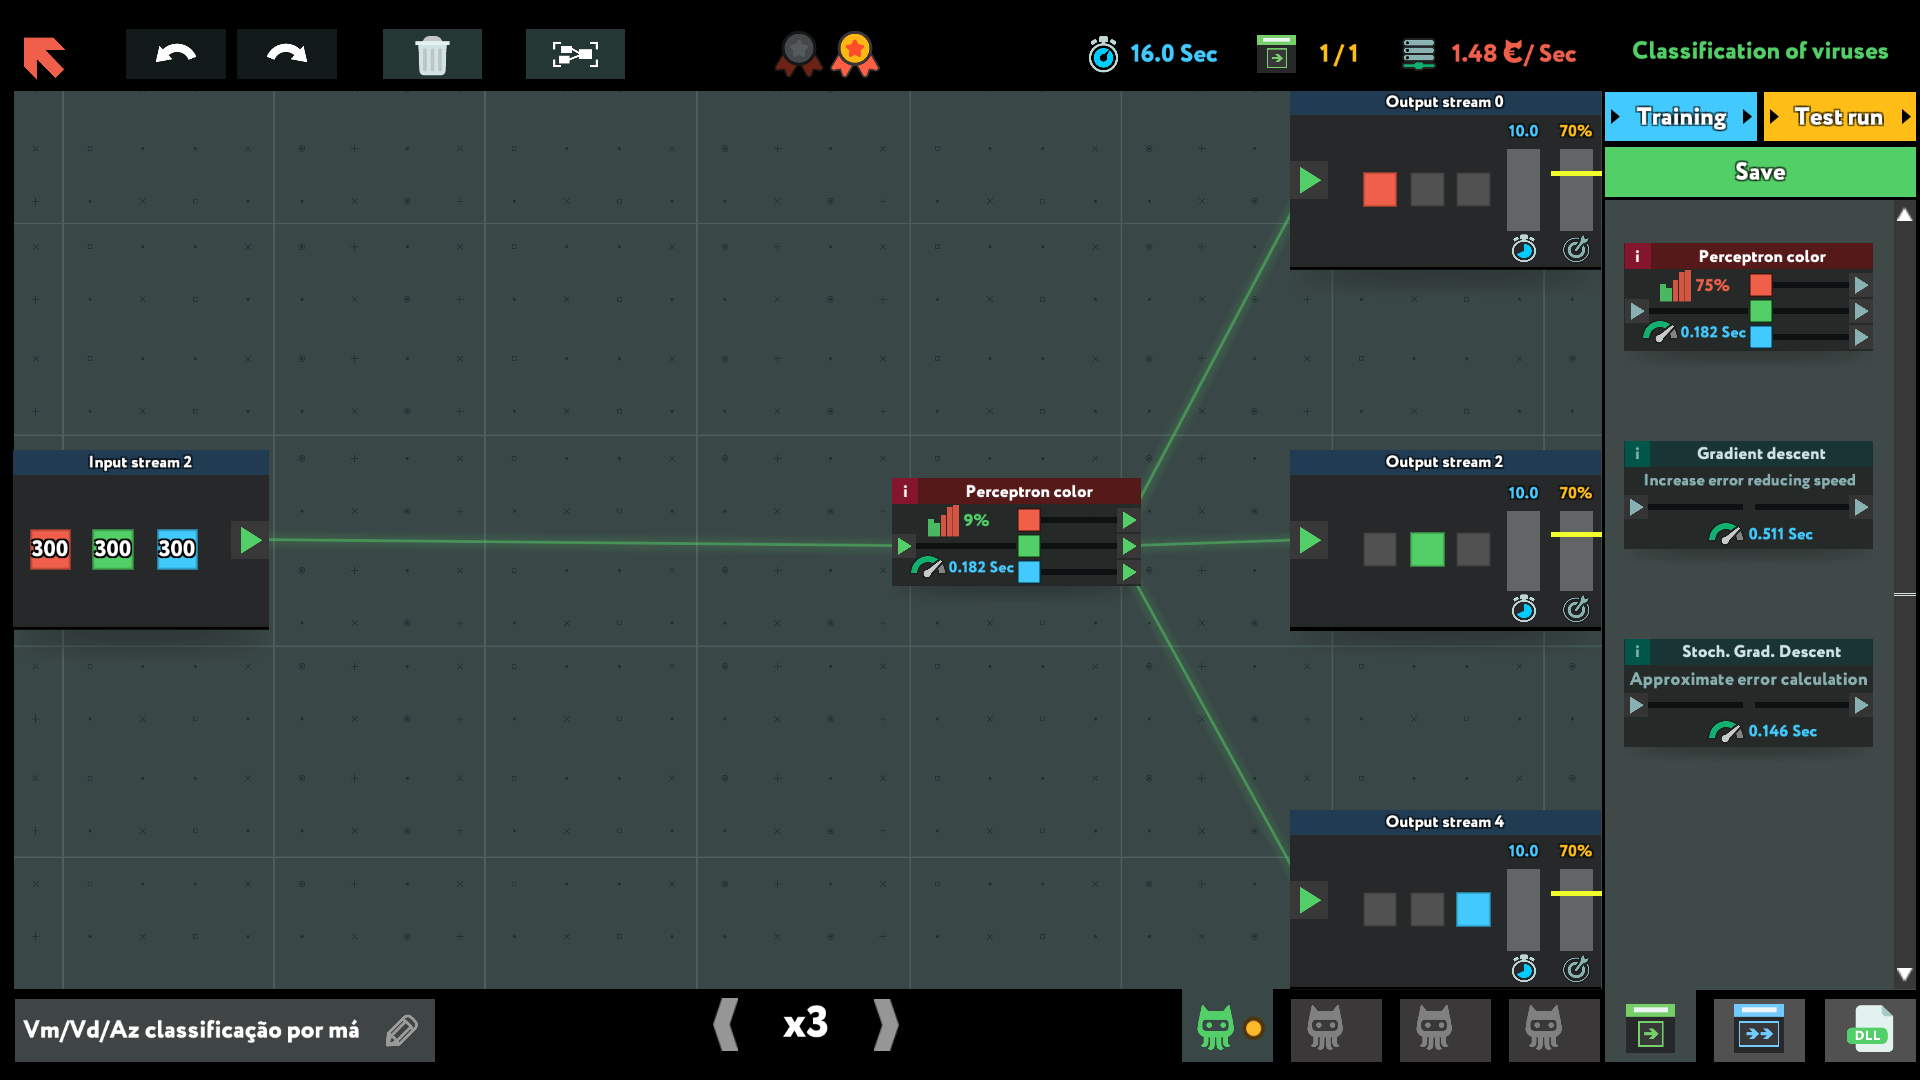 16.0 Sec
1/1
1.48 €/ Sec
Classification of viruses
Training
Test run
Save
Output stream 0
10.0
70%
Perceptron color
75%
0.182 Sec
Input stream 2
300
300
300
Perceptron color
9%
0.182 Sec
Output stream 2
10.0
70%
Gradient descent
Increase error reducing speed
0.511 Sec
Stoch. Grad. Descent
Approximate error calculation
0.146 Sec
Output stream 4
10.0
70%
Vm/Vd/Az classificação por má
x3
DLL